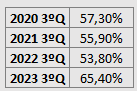 2020 3ºQ 57,30%
2021 3ºQ 55,90%
2022 3ºQ 53,80%
2023 3ºQ 65,40%